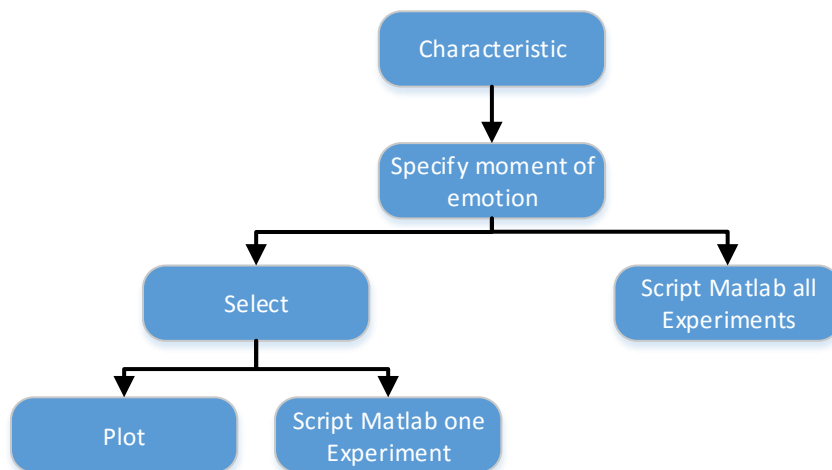 Characteristic
Specify moment of
emotion
Select
Script Matlab all
Experiments
Plot
Script Matlab one
Experiment